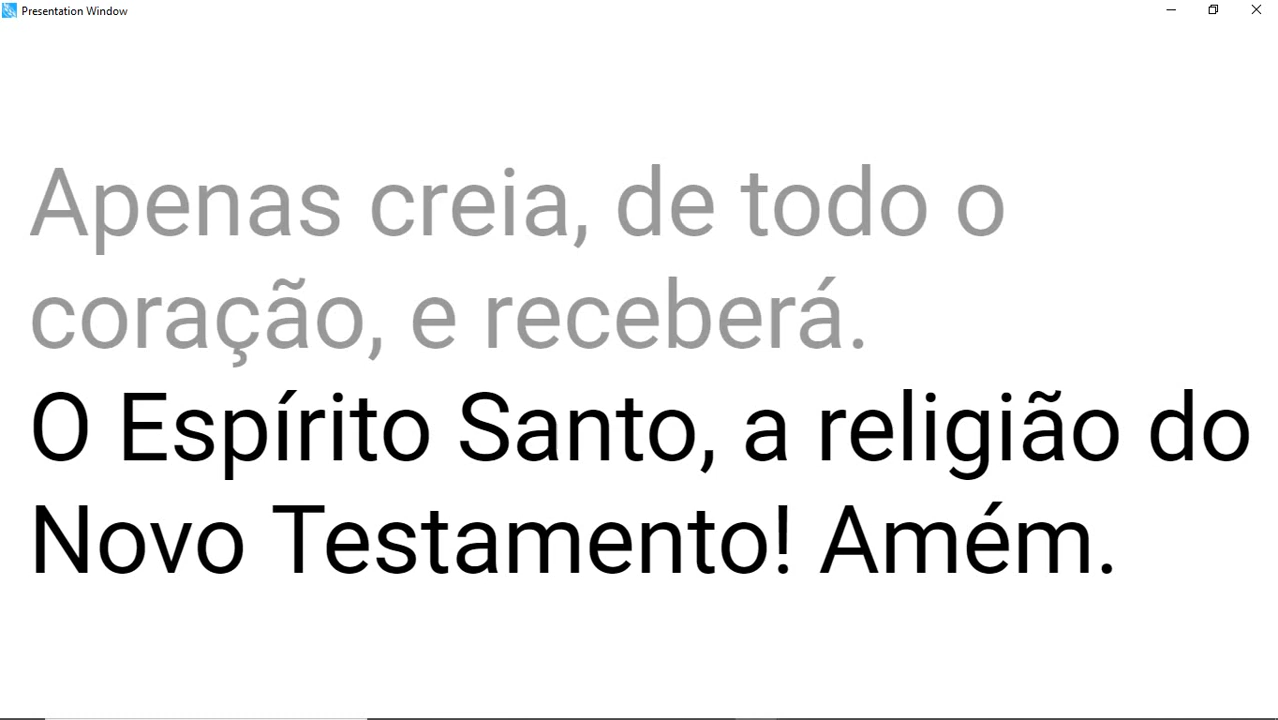 Presentation Window
Apenas creia, de todo o
coração, e receberá.
O Espírito Santo, a religião do
Novo Testamento! Amém.